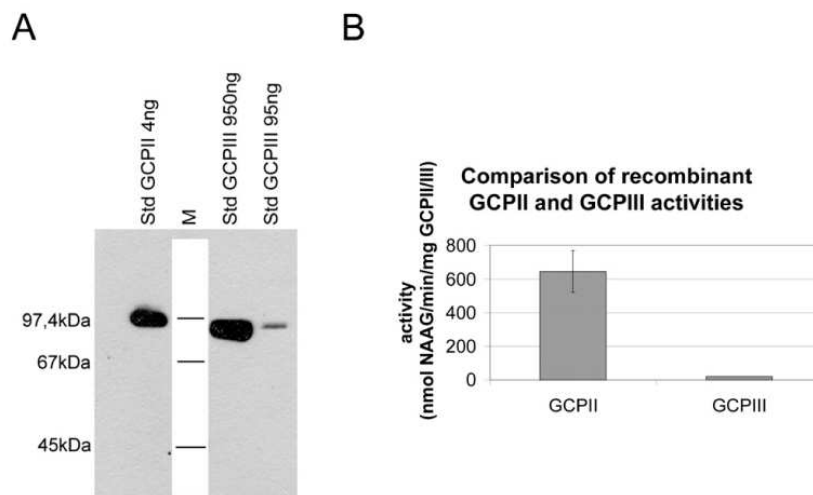 A
Std GCPII 4ng
M
Std GCPIII 950ng
Std GCPIII 95ng
97,4kDa
67kDa
45kDa
B
Comparison of recombinant
GCPII and GCPIII activities
activity
(nmol NAAG/min/mg GCPII/III)
800
600
400
200
0
GCPII
GCPIII